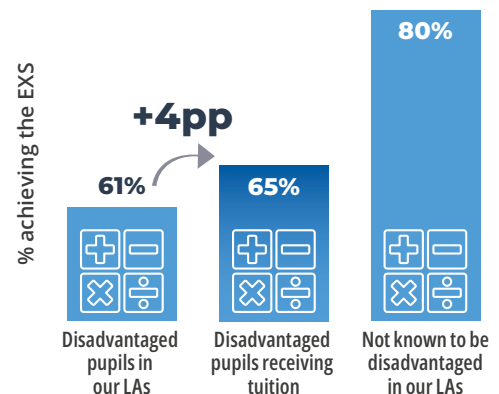 % achieving the EXS
80%
+4pp
61%
65%
Disadvantaged
pupils in
our LAs
Disadvantaged
pupils receiving
tuition
Not known to be
disadvantaged
in our LAs